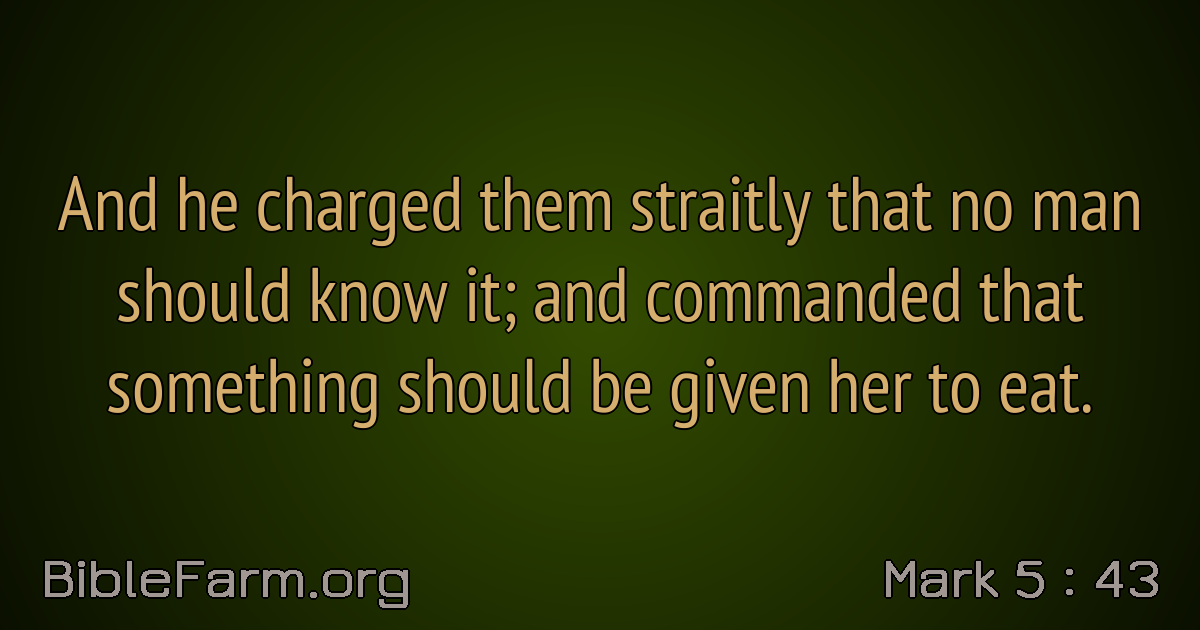 And he charged them straitly that no man
should know it; and commanded that
something should be given her to eat.
BibleFarm.org
Mark 5 : 43